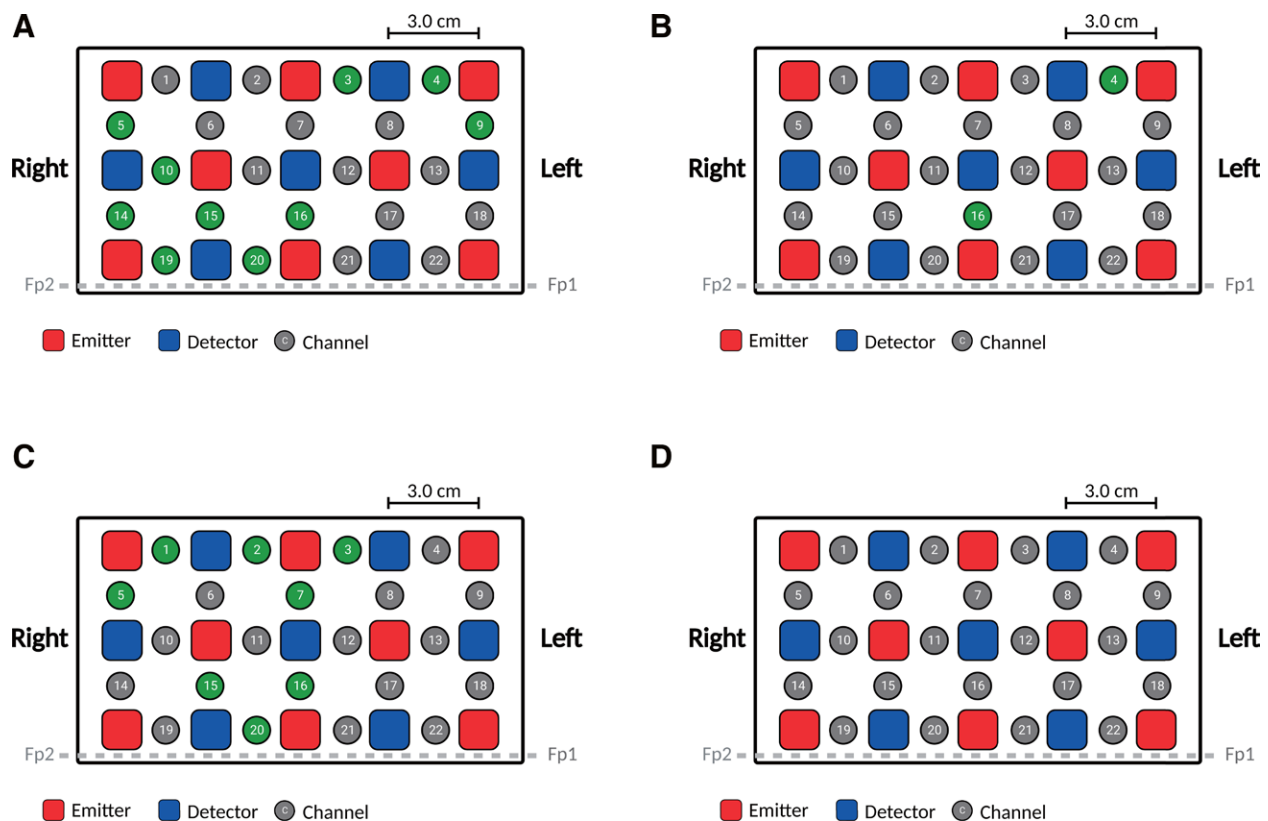 A
3.0 cm
1 2 3 4
5 6 7 8 9
Right 10 11 12 13 Left
14 15 16 17 18
19 20 21 22
Fp2 Fp1
Emitter Detector C Channel
B
3.0 cm
1 2 3 4
5 6 7 8 9
Right 10 11 12 13 Left
14 15 16 17 18
19 20 21 22
Fp2 Fp1
Emitter Detector C Channel
C
3.0 cm
1 2 3 4
5 6 7 8 9
Right 10 11 12 13 Left
14 15 16 17 18
19 20 21 22
Fp2 Fp1
Emitter Detector C Channel
D
3.0 cm
1 2 3 4
5 6 7 8 9
Right 10 11 12 13 Left
14 15 16 17 18
19 20 21 22
Fp2 Fp1
Emitter Detector C Channel